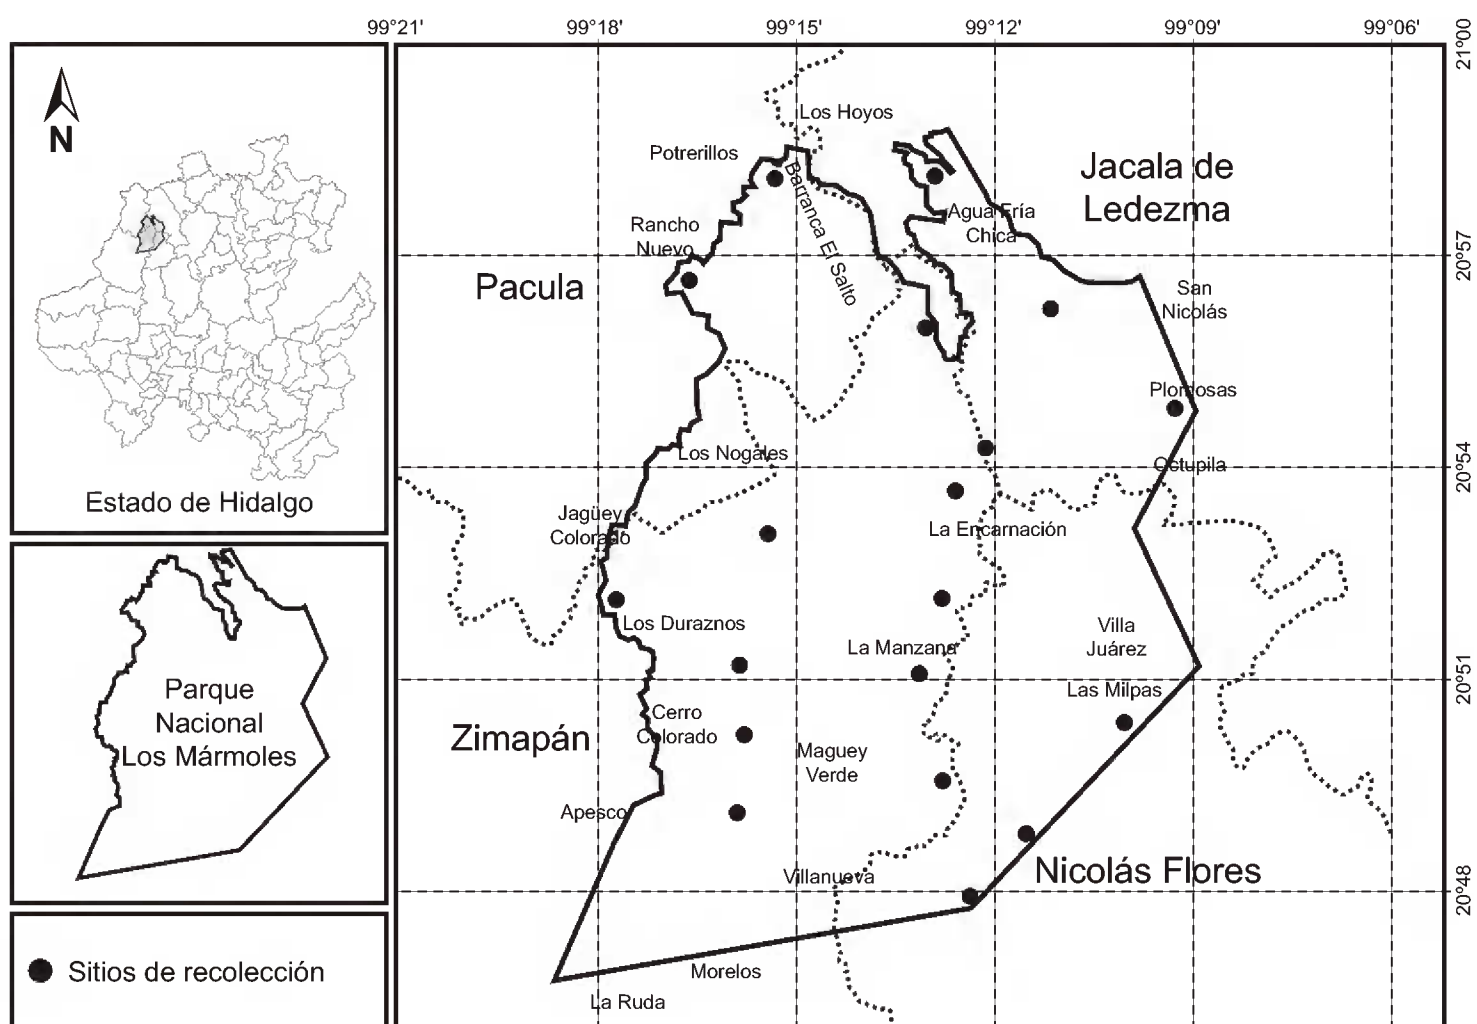 99°21'
99°18'
99°15'
99°12'
99°09'
99°06'
21°00
N
Estado de Hidalgo
Parque
Nacional
Los Mármoles
Sitios de recolección
Los Hoyos
Potrerillos
Barranca El Salto
Jacala de
Ledezma
Agua Fría
Chica
Rancho
Nuevo
20°57
Pacula
San
Nicolás
Plomosas
Los Nogales
Octupila
20°54
Jagüey
Colorado
La Encarnación
Los Duraznos
Villa
Juárez
La Manzana
20°51
Las Milpas
Cerro
Colorado
Zimapán
Maguey
Verde
Apesco
Villanueva
Nicolás Flores
20°48
Morelos
La Ruda